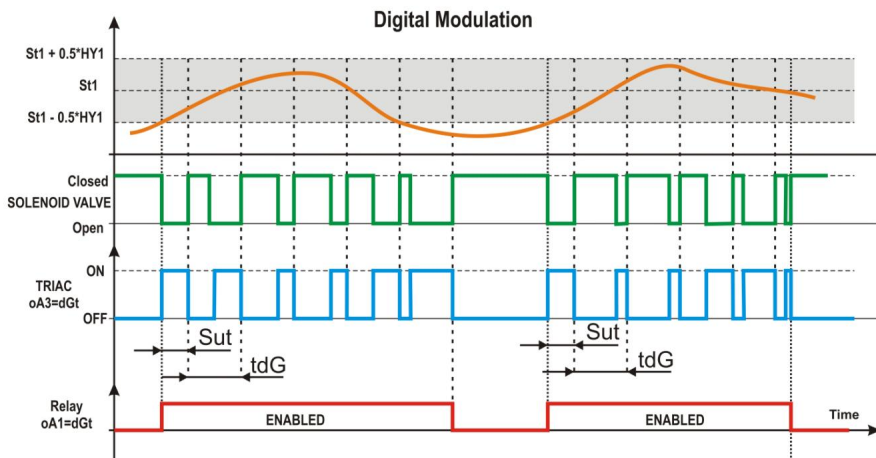 Digital Modulation
St1 + 0.5*HY1
St1
St1 - 0.5*HY1
Closed
SOLENOID VALVE
Open
ON
TRIAC
oA3=dGt
OFF
Sut
Sut
tdG
tdG
Relay
oA1=dGt
ENABLED
ENABLED
Time